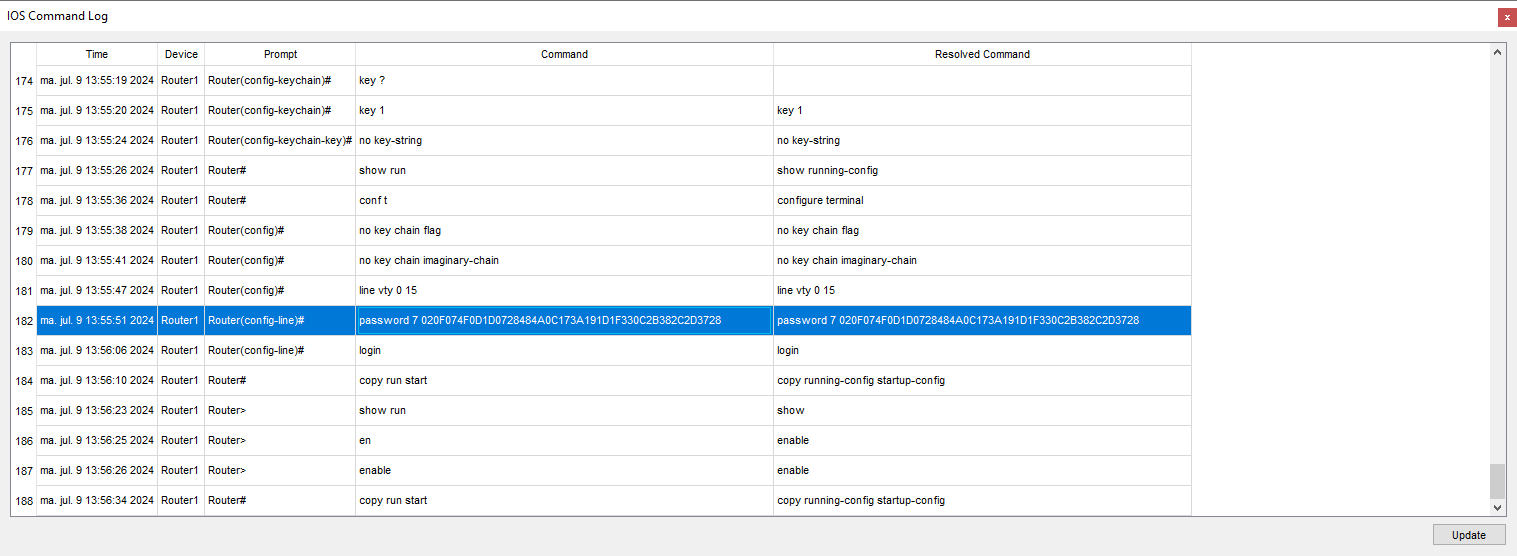 IOS Command Log
x
Time Device Prompt Command Resolved Command
174 ma. jul. 9 13:55:19 2024 Router1 Router(config-keychain)# key ?
175 ma. jul. 9 13:55:20 2024 Router1 Router(config-keychain)# key 1 key 1
176 ma. jul. 9 13:55:24 2024 Router1 Router(config-keychain-key)# no key-string no key-string
177 ma. jul. 9 13:55:26 2024 Router1 Router# show run show running-config
178 ma. jul. 9 13:55:36 2024 Router1 Router# conf t configure terminal
179 ma. jul. 9 13:55:38 2024 Router1 Router(config)# no key chain flag no key chain flag
180 ma. jul. 9 13:55:41 2024 Router1 Router(config)# no key chain imaginary-chain no key chain imaginary-chain
181 ma. jul. 9 13:55:47 2024 Router1 Router(config)# line vty 0 15 line vty 0 15
182 ma. jul. 9 13:55:51 2024 Router1 Router(config-line)# password 7 020F074F0D1D0728484A0C173A191D1F330C2B382C2D3728 password 7 020F074F0D1D0728484A0C173A191D1F330C2B382C2D3728
183 ma. jul. 9 13:56:06 2024 Router1 Router(config-line)# login login
184 ma. jul. 9 13:56:10 2024 Router1 Router# copy run start copy running-config startup-config
185 ma. jul. 9 13:56:23 2024 Router1 Router> show run show
186 ma. jul. 9 13:56:25 2024 Router1 Router> en enable
187 ma. jul. 9 13:56:26 2024 Router1 Router> enable enable
188 ma. jul. 9 13:56:34 2024 Router1 Router# copy run start copy running-config startup-config
Update